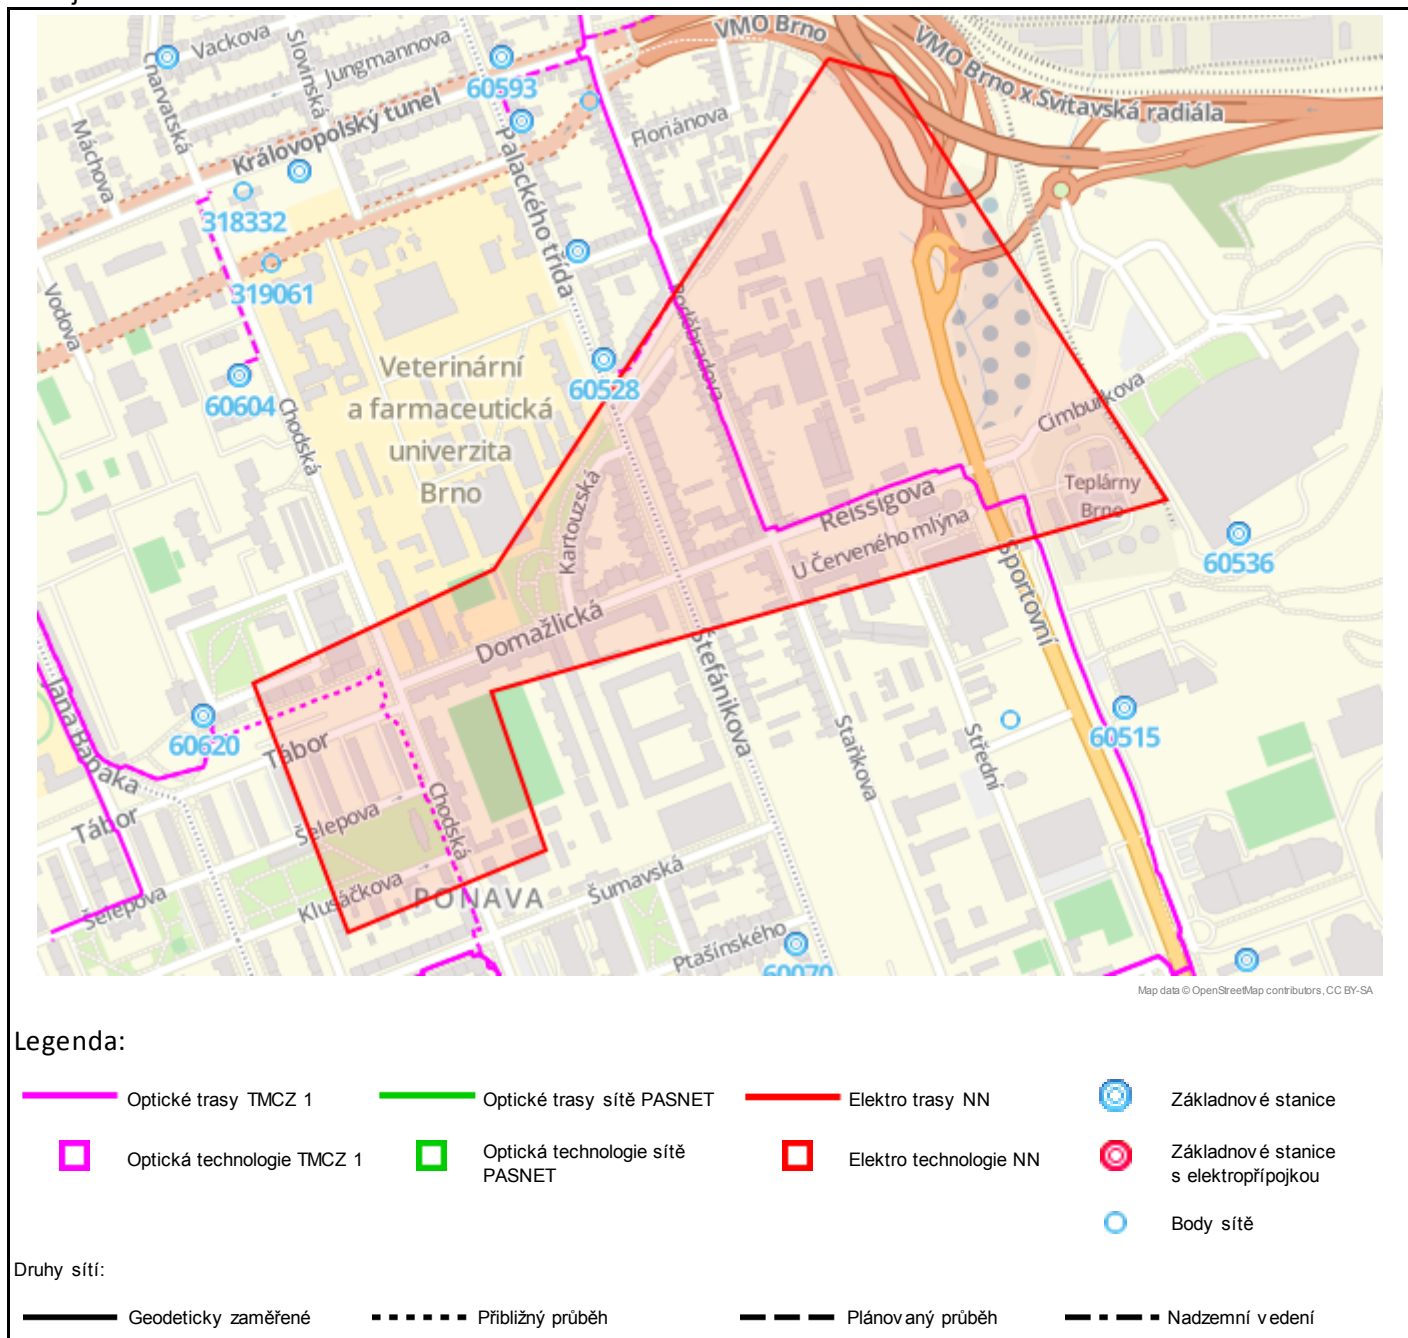 VMO Brno
VMO Brno x Svitavská radiála
Vackova
Slovinská
Jungmannova
Charvatská
60593
Máchova
Královopolský tunel
Palackého třída
Floriánova
318332
319061
Vodova
60604
Chodská
Veterinární
a farmaceutická
univerzita
Brno
60528
Poděbradova
Cimburkova
Teplárny
Brno
Reissigova
U Červeného mlýna
Kartouzská
60536
Sportovní
Domažlická
Štefánikova
Jana Babáka
60620
Tábor
Tábor
Staňkova
Střední
60515
Chodská
Šelepova
Šelepova
Klusáčkova
PONAVA
Šumavská
Ptašínského
60070
Map data © OpenStreetMap contributors, CC BY-SA
Legenda:
Optické trasy TMCZ 1
Optické trasy sítě PASNET
Elektro trasy NN
Základnové stanice
Optická technologie TMCZ 1
Optická technologie sítě
PASNET
Elektro technologie NN
Základnové stanice
s elektropřípojkou
Body sítě
Druhy sítí:
Geodeticky zaměřené
Přibližný průběh
Plánovaný průběh
Nadzemní vedení